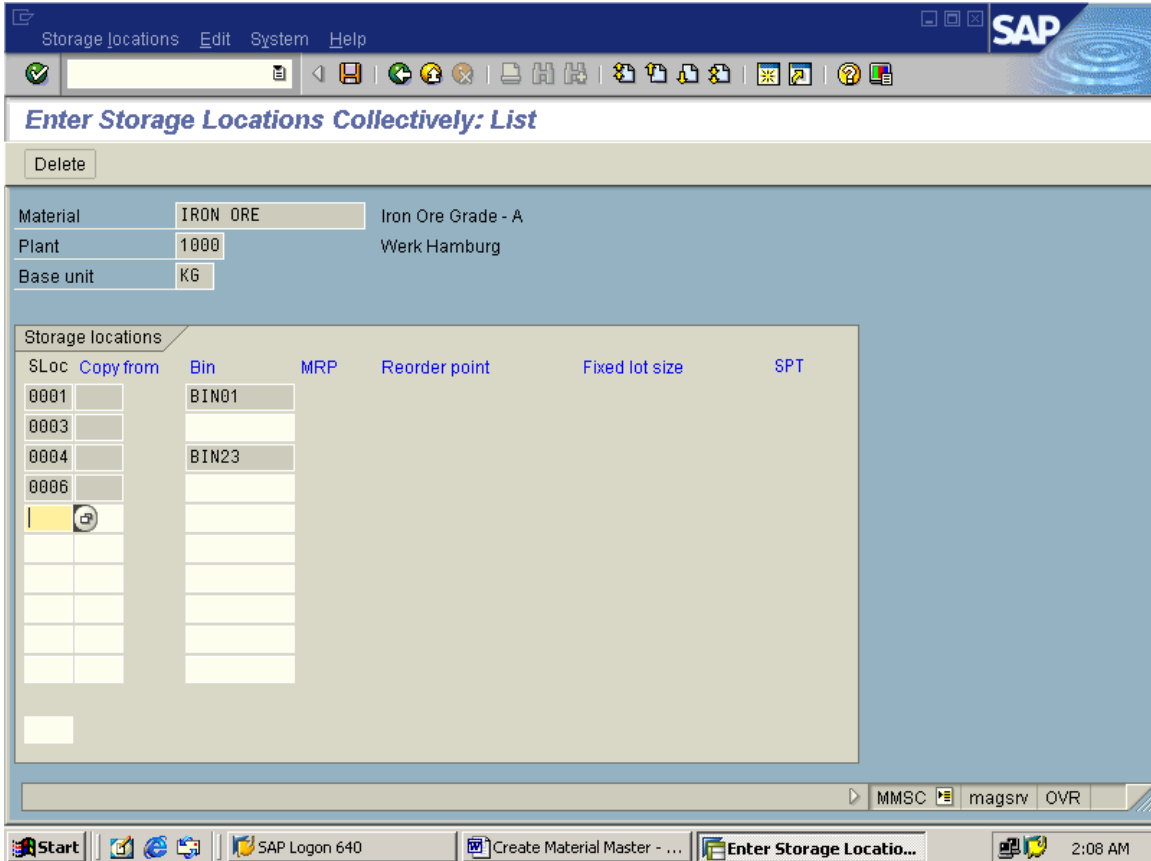 Storage locations Edit System Help
SAP
Enter Storage Locations Collectively: List
Delete
Material IRON ORE Iron Ore Grade - A
Plant 1000 Werk Hamburg
Base unit KG
Storage locations
SLoc Copy from Bin MRP Reorder point Fixed lot size SPT
0001 BIN01
0003
0004 BIN23
0006
MMSC magsrv OVR
Start SAP Logon 640 Create Material Master - ... Enter Storage Locatio... 2:08 AM